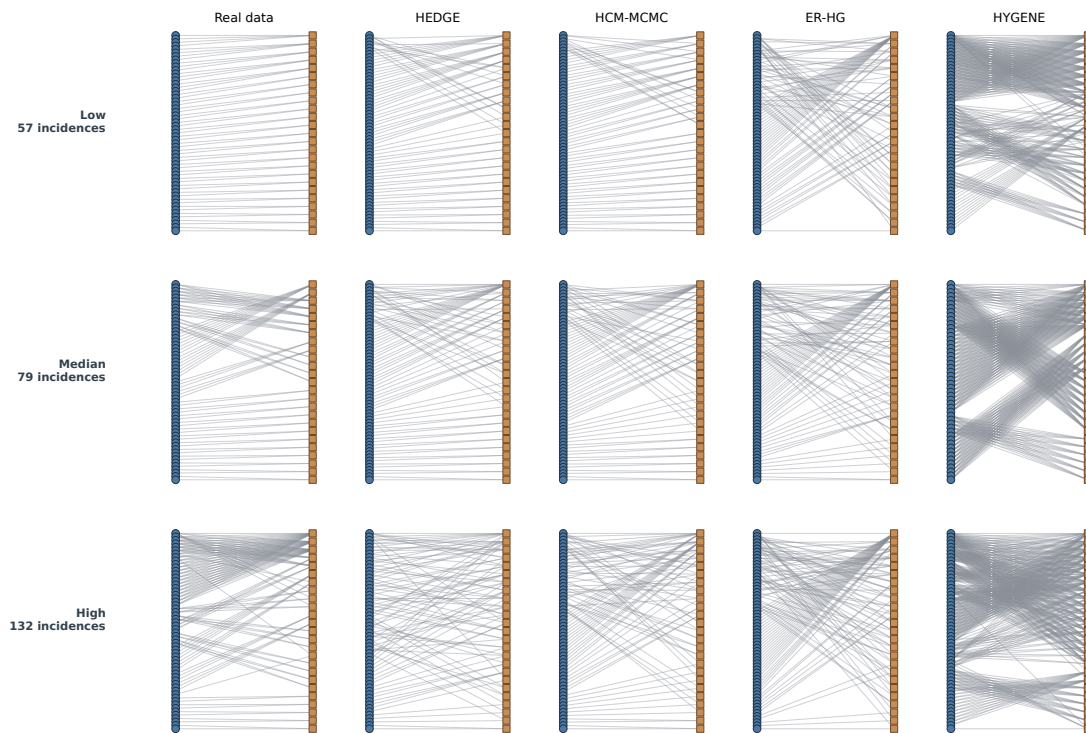 Real data
HEDGE
HCM-MCMC
ER-HG
HYGENE
Low
57 incidences
Median
79 incidences
High
132 incidences